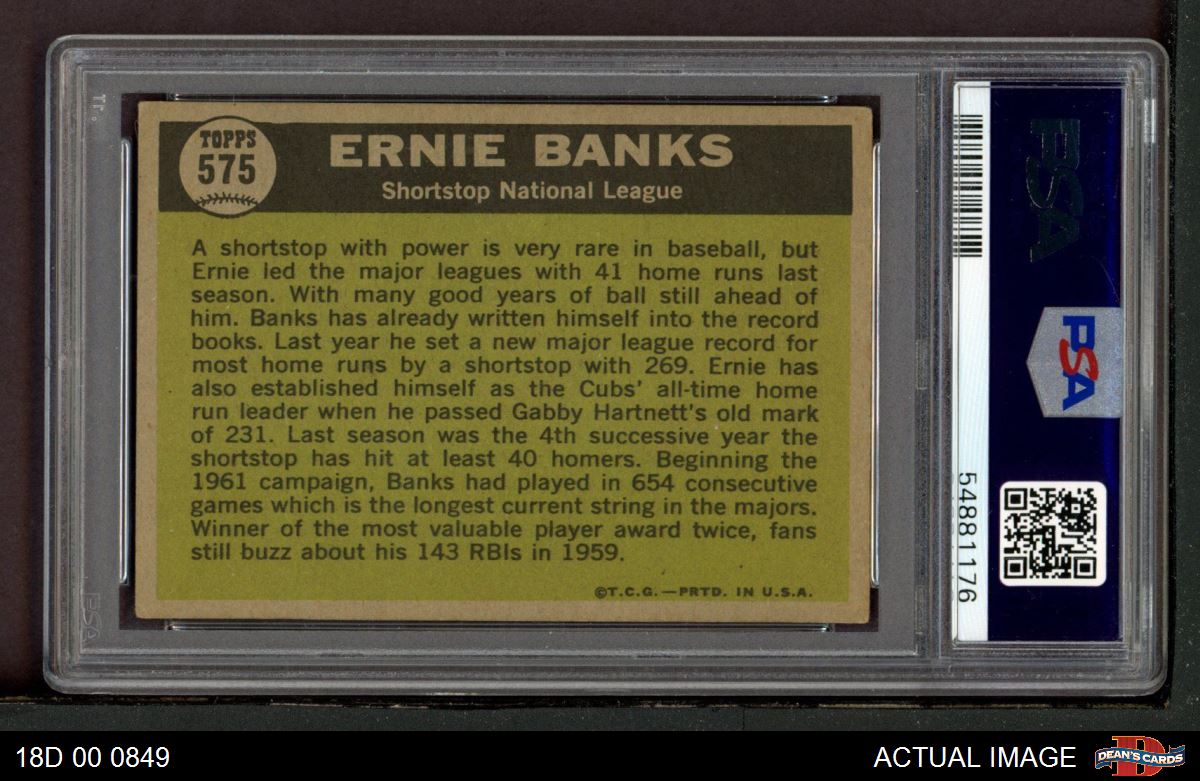 TOPPS
575
ERNIE BANKS
Shortstop National League
A shortstop with power is very rare in baseball, but
Ernie led the major leagues with 41 home runs last
season. With many good years of ball still ahead of
him. Banks has already written himself into the record
books. Last year he set a new major league record for
most home runs by a shortstop with 269. Ernie has
also established himself as the Cubs' all-time home
run leader when he passed Gabby Hartnett's old mark
of 231. Last season was the 4th successive year the
shortstop has hit at least 40 homers. Beginning the
1961 campaign, Banks had played in 654 consecutive
games which is the longest current string in the majors.
Winner of the most valuable player award twice, fans
still buzz about his 143 RBIs in 1959.
©T.C.G.—PRTD. IN U.S.A.
PSA
PSA
54881176
PSA
18D 00 0849
ACTUAL IMAGE
D
DEAN'S CARDS